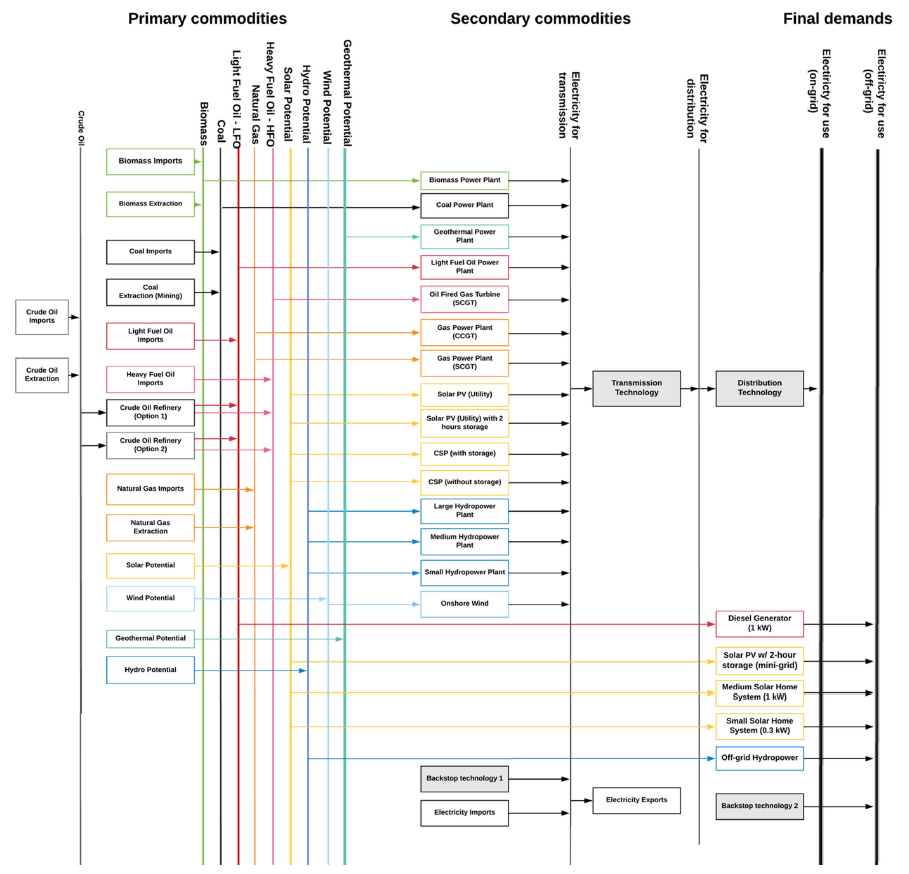 Primary commodities
Secondary commodities
Final demands
Crude Oil
Biomass
Coal
Light Fuel Oil - LFO
Natural Gas
Heavy Fuel Oil - HFO
Solar Potential
Hydro Potential
Wind Potential
Geothermal Potential
Electricity for
transmission
Electricity for
distribution
Electiricty for use
(on-grid)
Electiricty for use
(off-grid)
Crude Oil
Imports
Crude Oil
Extraction
Biomass Imports
Biomass Extraction
Coal Imports
Coal
Extraction (Mining)
Light Fuel Oil
Imports
Heavy Fuel Oil
Imports
Crude Oil Refinery
(Option 1)
Crude Oil Refinery
(Option 2)
Natural Gas Imports
Natural Gas
Extraction
Solar Potential
Wind Potential
Geothermal Potential
Hydro Potential
Biomass Power Plant
Coal Power Plant
Geothermal Power
Plant
Light Fuel Oil Power
Plant
Oil Fired Gas Turbine
(SCGT)
Gas Power Plant
(CCGT)
Gas Power Plant
(SCGT)
Solar PV (Utility)
Solar PV (Utility) with 2
hours storage
CSP (with storage)
CSP (without storage)
Large Hydropower
Plant
Medium Hydropower
Plant
Small Hydropower Plant
Onshore Wind
Backstop technology 1
Electricity Imports
Transmission
Technology
Electricity Exports
Distribution
Technology
Diesel Generator
(1 kW)
Solar PV w/ 2-hour
storage (mini-grid)
Medium Solar Home
System (1 kW)
Small Solar Home
System (0.3 kW)
Off-grid Hydropower
Backstop technology 2